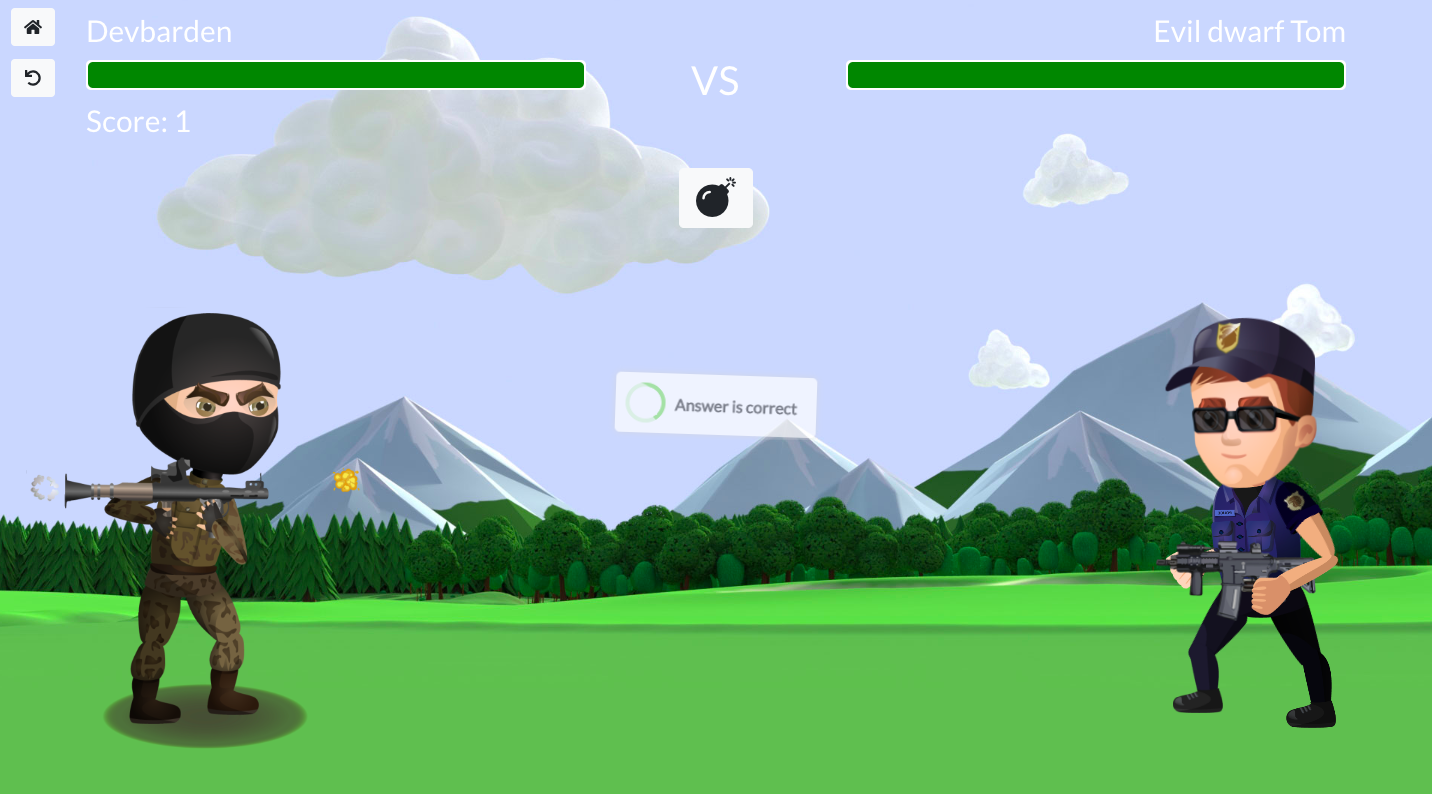 Devbarden
Evil dwarf Tom
VS
Score: 1
Answer is correct